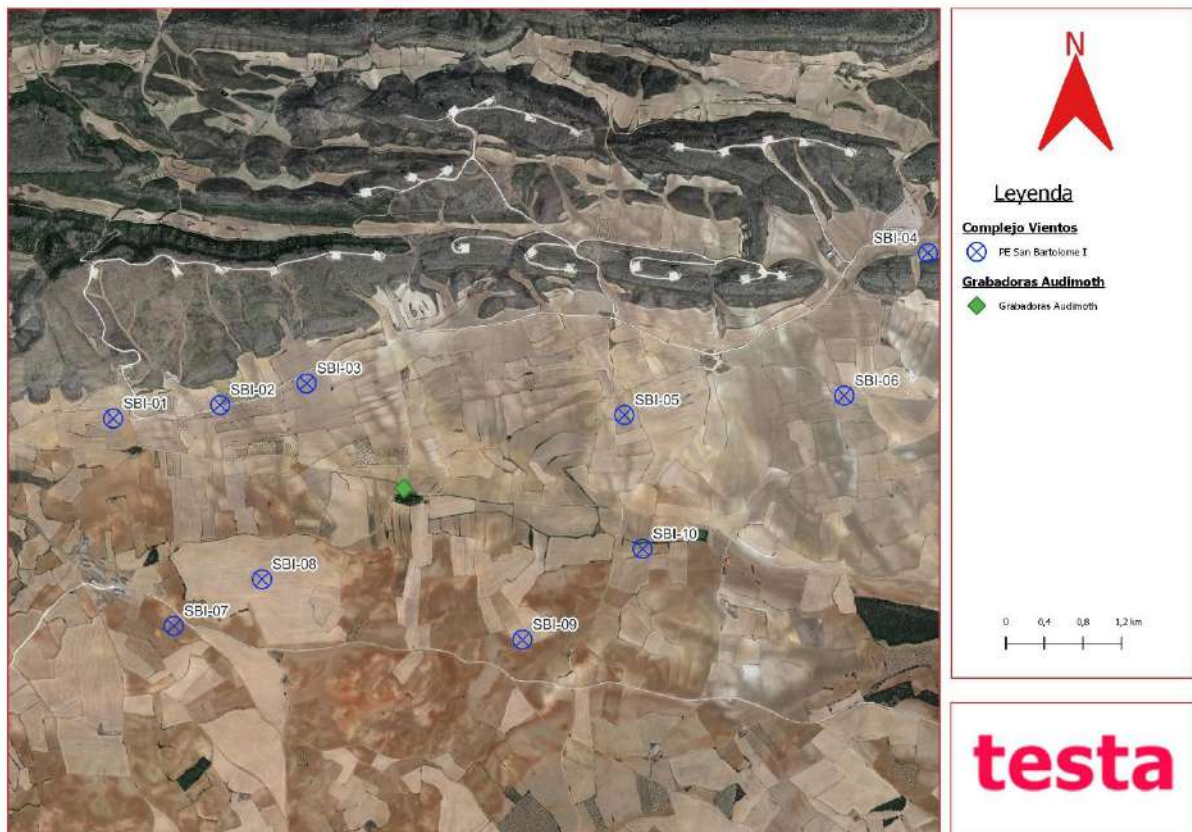 N
Leyenda
Complejo Vientos
PE San Bartolome I
Grabadoras Audimoth
Grabadoras Audimoth
SBI-04
SBI-03
SBI-02
SBI-01
SBI-05
SBI-06
SBI-10
SBI-08
SBI-07
SBI-09
0 0,4 0,8 1,2 km
testa